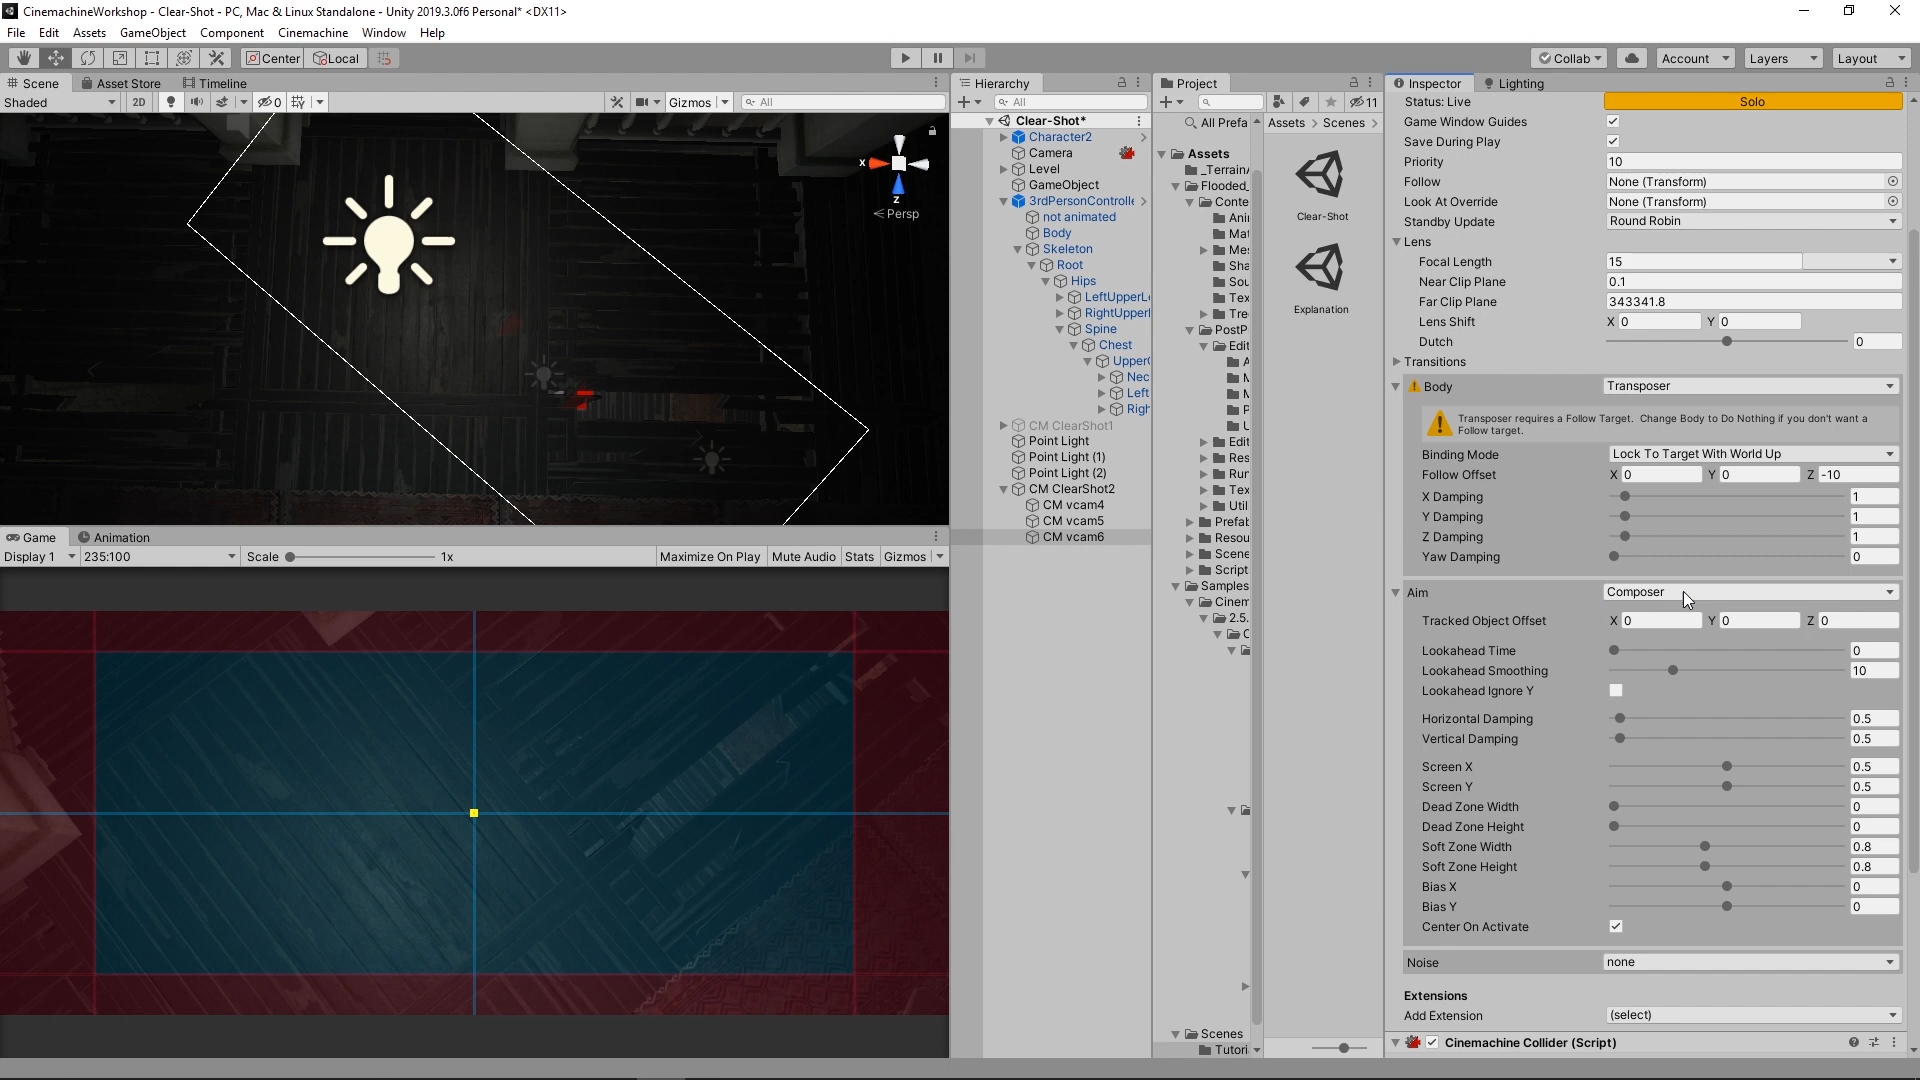 CinemachineWorkshop - Clear-Shot - PC, Mac & Linux Standalone - Unity 2019.3.0f6 Personal* <DX11>
File Edit Assets GameObject Component Cinemachine Window Help
Center Local Collab Account Layers Layout
Scene Asset Store Timeline
Shaded 2D 0 Gizmos All
x
z
Persp
Game Animation
Display 1 235:100 Scale 1x Maximize On Play Mute Audio Stats Gizmos
Hierarchy
All
Clear-Shot*
Character2
Camera
Level
GameObject
3rdPersonControlle
not animated
Body
Skeleton
Root
Hips
LeftUpperL
RightUpperl
Spine
Chest
Upper
Nec
Left
Righ
CM ClearShot1
Point Light
Point Light (1)
Point Light (2)
CM ClearShot2
CM vcam4
CM vcam5
CM vcam6
Project
11
All Prefa
Assets > Scenes >
Assets
_Terrain
Flooded_
Conte
Ani
Mat
Mes
Sha
Sou
Tex
Tre
PostP
Edit
Edit
Res
Rur
Tex
Util
Prefab
Resou
Scene
Script
Samples
Cinem
2.5.
Scenes
Tutori
Clear-Shot
Explanation
Inspector Lighting
Status: Live Solo
Game Window Guides
Save During Play
Priority 10
Follow None (Transform)
Look At Override None (Transform)
Standby Update Round Robin
Lens
Focal Length 15
Near Clip Plane 0.1
Far Clip Plane 343341.8
Lens Shift X 0 Y 0
Dutch 0
Transitions
Body Transposer
Transposer requires a Follow Target. Change Body to Do Nothing if you don't want a
Follow target.
Binding Mode Lock To Target With World Up
Follow Offset X 0 Y 0 Z -10
X Damping 1
Y Damping 1
Z Damping 1
Yaw Damping 0
Aim Composer
Tracked Object Offset X 0 Y 0 Z 0
Lookahead Time 0
Lookahead Smoothing 10
Lookahead Ignore Y
Horizontal Damping 0.5
Vertical Damping 0.5
Screen X 0.5
Screen Y 0.5
Dead Zone Width 0
Dead Zone Height 0
Soft Zone Width 0.8
Soft Zone Height 0.8
Bias X 0
Bias Y 0
Center On Activate
Noise none
Extensions
Add Extension (select)
Cinemachine Collider (Script)